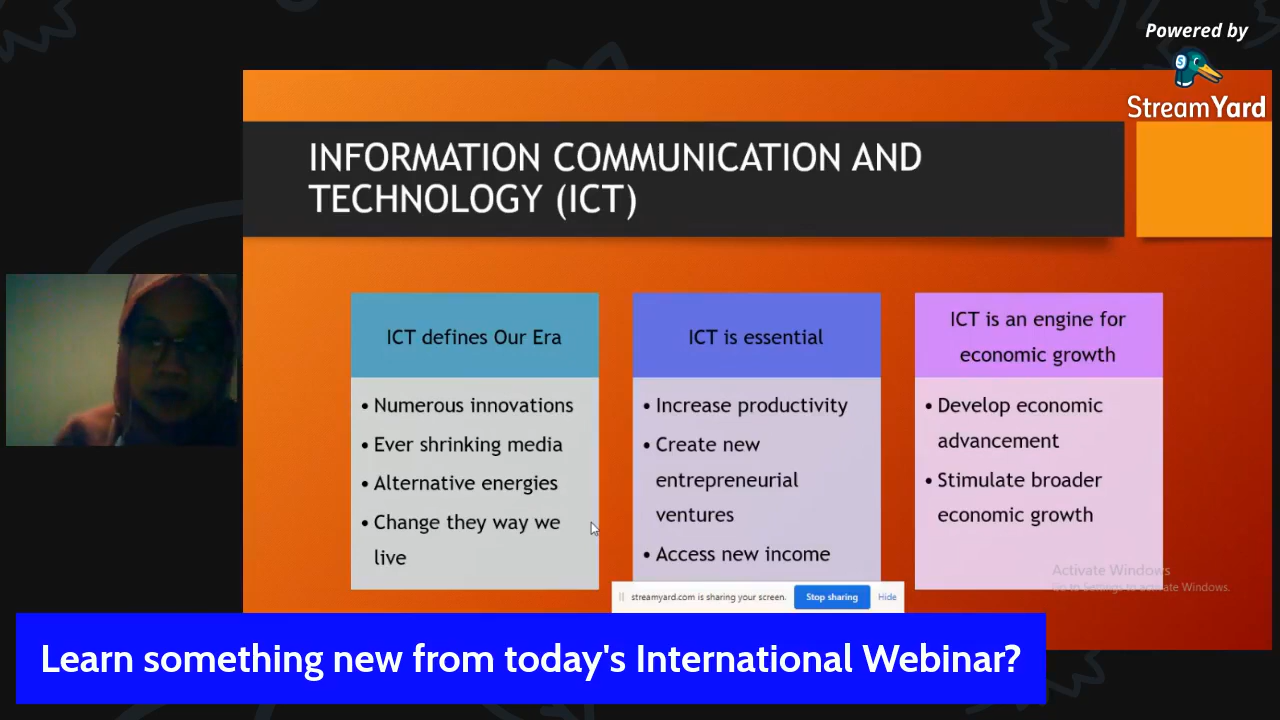 Powered by
StreamYard
INFORMATION COMMUNICATION AND
TECHNOLOGY (ICT)
ICT defines Our Era
• Numerous innovations
• Ever shrinking media
• Alternative energies
• Change they way we
live
ICT is essential
• Increase productivity
• Create new
entrepreneurial
ventures
• Access new income
ICT is an engine for
economic growth
• Develop economic
advancement
• Stimulate broader
economic growth
Activate Windows
Go to Settings to activate Windows.
streamyard.com is sharing your screen.
Stop sharing
Hide
Learn something new from today's International Webinar?